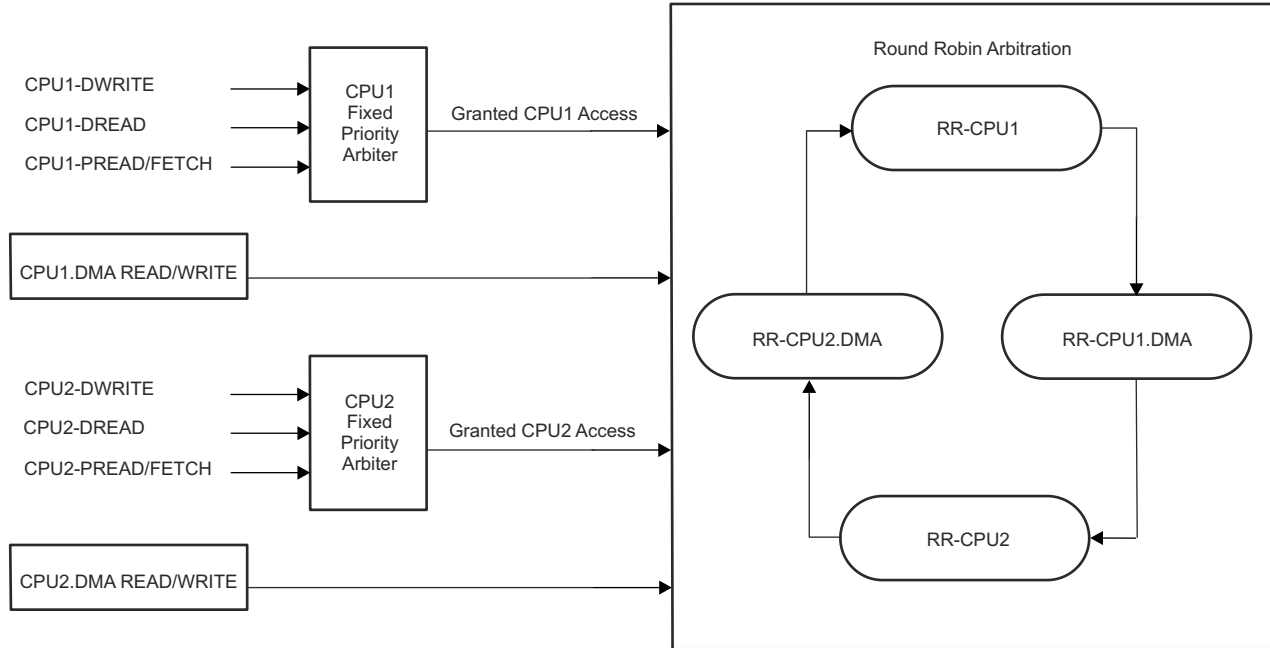 Round Robin Arbitration
CPU1-DWRITE
CPU1-DREAD
CPU1-PREAD/FETCH
CPU1
Fixed
Priority
Arbiter
Granted CPU1 Access
RR-CPU1
CPU1.DMA READ/WRITE
RR-CPU2.DMA
RR-CPU1.DMA
CPU2-DWRITE
CPU2-DREAD
CPU2-PREAD/FETCH
CPU2
Fixed
Priority
Arbiter
Granted CPU2 Access
RR-CPU2
CPU2.DMA READ/WRITE